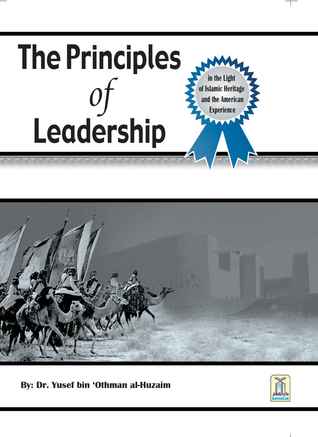 The Principles
of
Leadership
in the Light
of Islamic Heritage
and the American
Experience
By: Dr. Yusef bin ‘Othman al-Huzaim